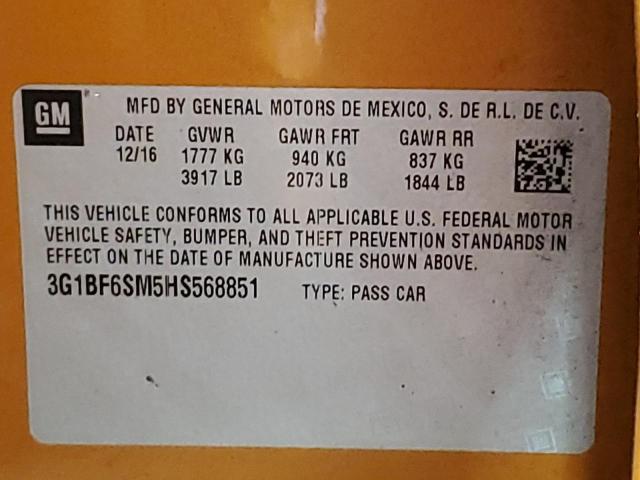 GM
MFD BY GENERAL MOTORS DE MEXICO, S. DE R.L. DE C.V.
DATE GVWR GAWR FRT GAWR RR
12/16 1777 KG 940 KG 837 KG
3917 LB 2073 LB 1844 LB
THIS VEHICLE CONFORMS TO ALL APPLICABLE U.S. FEDERAL MOTOR
VEHICLE SAFETY, BUMPER, AND THEFT PREVENTION STANDARDS IN
EFFECT ON THE DATE OF MANUFACTURE SHOWN ABOVE.
3G1BF6SM5HS568851 TYPE: PASS CAR